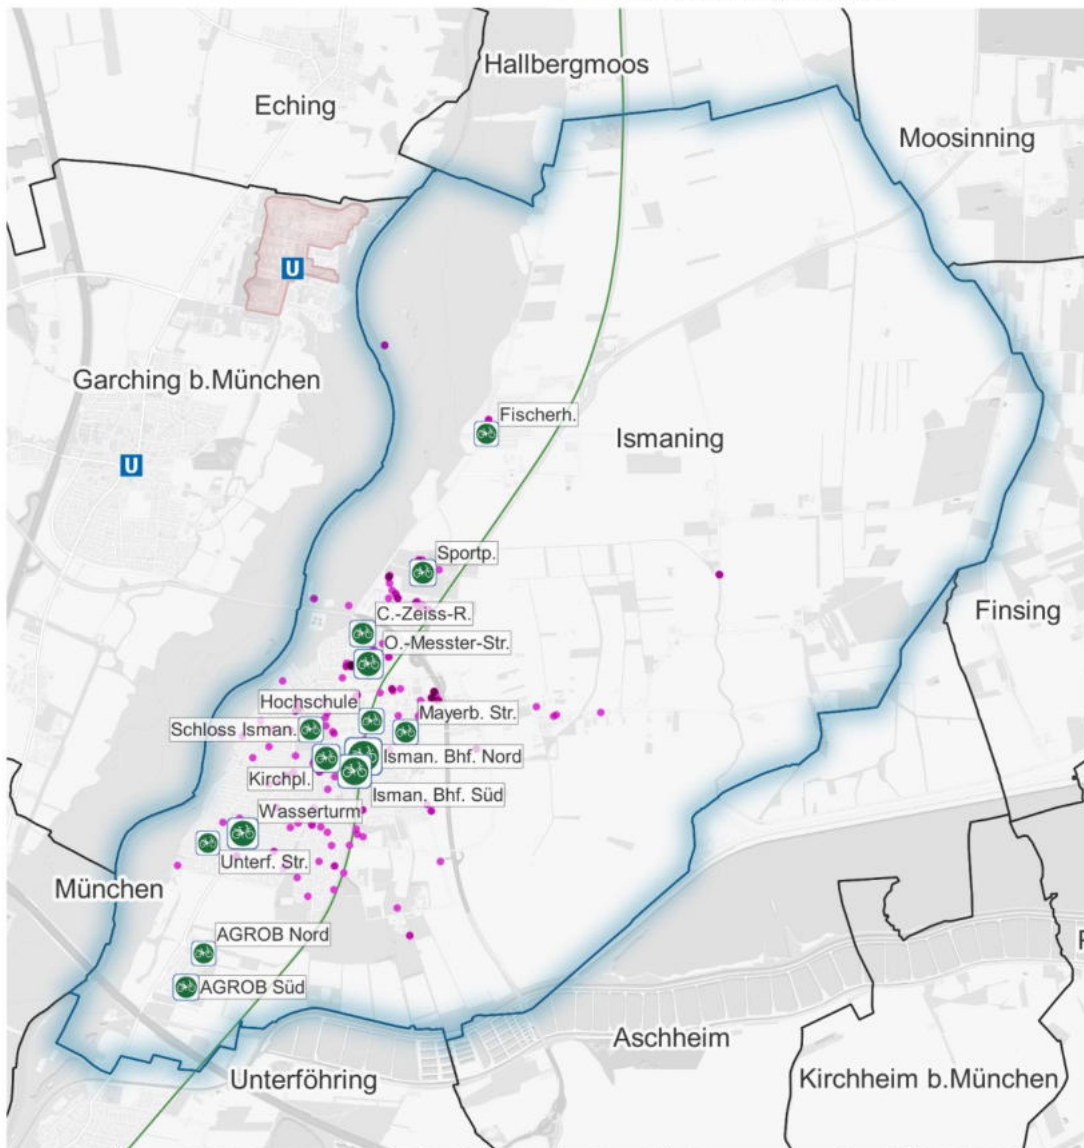 Hallbergmoos
Eching
Moosinning
U
Garching b.München
Fischerh.
Ismaning
U
Sportp.
Finsing
C.-Zeiss-R.
O.-Messter-Str.
Hochschule
Mayerb. Str.
Schloss Isman.
Isman. Bhf. Nord
Kirchpl.
Isman. Bhf. Süd
Wasserturm
Unterf. Str.
München
AGROB Nord
AGROB Süd
Aschheim
Unterföhring
Kirchheim b.München